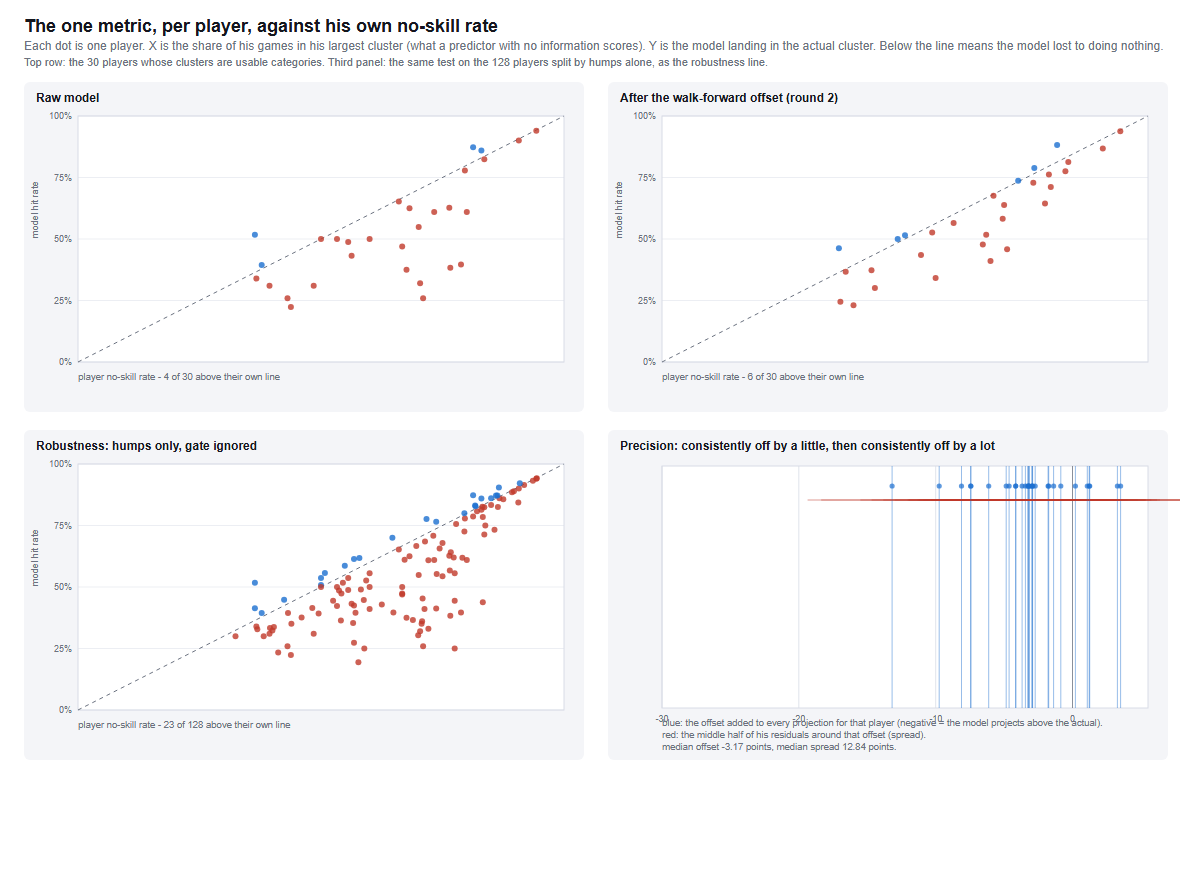 The one metric, per player, against his own no-skill rate
Each dot is one player. X is the share of his games in his largest cluster (what a predictor with no information scores). Y is the model landing in the actual cluster. Below the line means the model lost to doing nothing.
Top row: the 30 players whose clusters are usable categories. Third panel: the same test on the 128 players split by humps alone, as the robustness line.
Raw model
100%
75%
50%
25%
0%
model hit rate
player no-skill rate - 4 of 30 above their own line
After the walk-forward offset (round 2)
100%
75%
50%
25%
0%
model hit rate
player no-skill rate - 6 of 30 above their own line
Robustness: humps only, gate ignored
100%
75%
50%
25%
0%
model hit rate
player no-skill rate - 23 of 128 above their own line
Precision: consistently off by a little, then consistently off by a lot
-30 -20 -10 0
blue: the offset added to every projection for that player (negative = the model projects above the actual).
red: the middle half of his residuals around that offset (spread).
median offset -3.17 points, median spread 12.84 points.